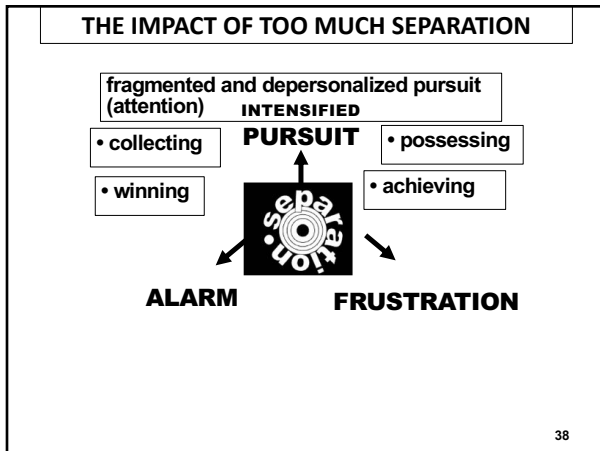 THE IMPACT OF TOO MUCH SEPARATION
fragmented and depersonalized pursuit
(attention) INTENSIFIED
• collecting PURSUIT • possessing
• winning • achieving
separation •
ALARM FRUSTRATION
38